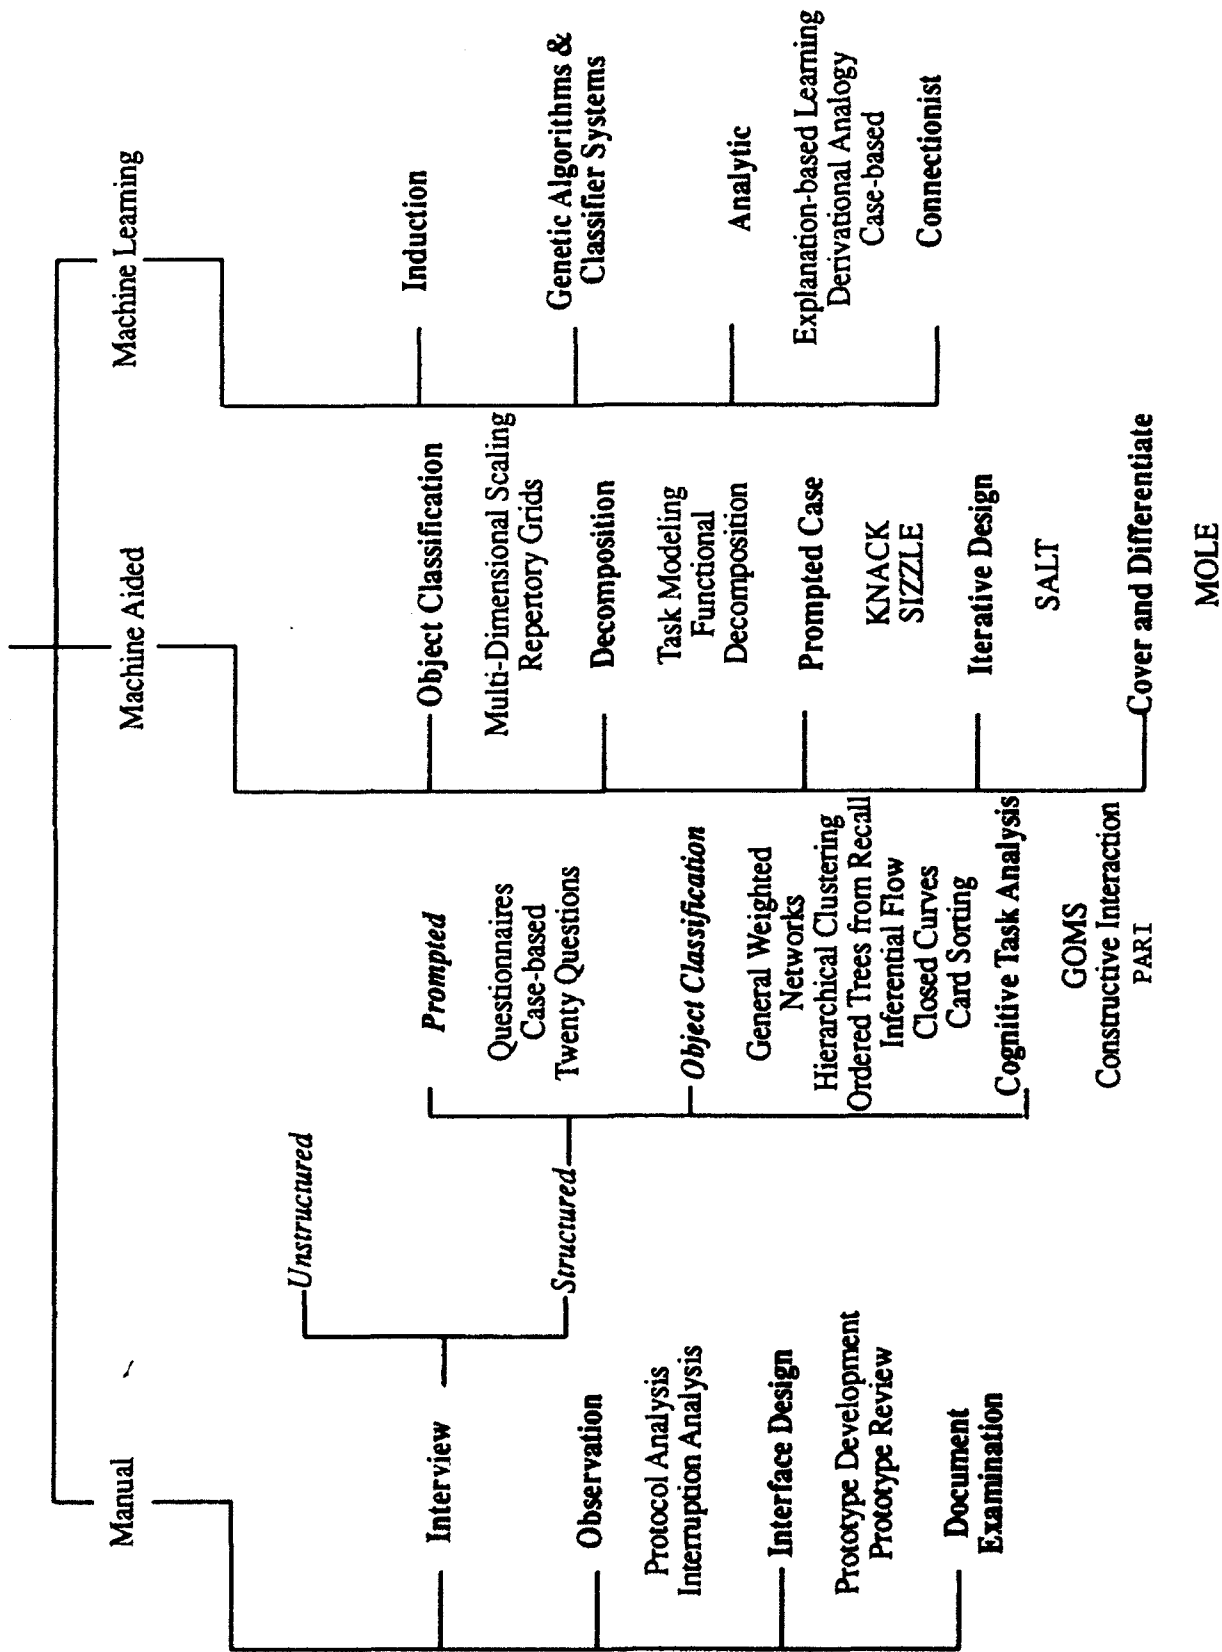 Manual
Interview
Unstructured
Structured
Prompted
Questionnaires
Case-based
Twenty Questions
Object Classification
General Weighted
Networks
Hierarchical Clustering
Ordered Trees from Recall
Inferential Flow
Closed Curves
Card Sorting
Cognitive Task Analysis
GOMS
Constructive Interaction
PARI
Observation
Protocol Analysis
Interruption Analysis
Interface Design
Prototype Development
Prototype Review
Document
Examination
Machine Aided
Object Classification
Multi-Dimensional Scaling
Repertory Grids
Decomposition
Task Modeling
Functional
Decomposition
Prompted Case
KNACK
SIZZLE
Iterative Design
SALT
Cover and Differentiate
MOLE
Machine Learning
Induction
Genetic Algorithms &
Classifier Systems
Analytic
Explanation-based Learning
Derivational Analogy
Case-based
Connectionist